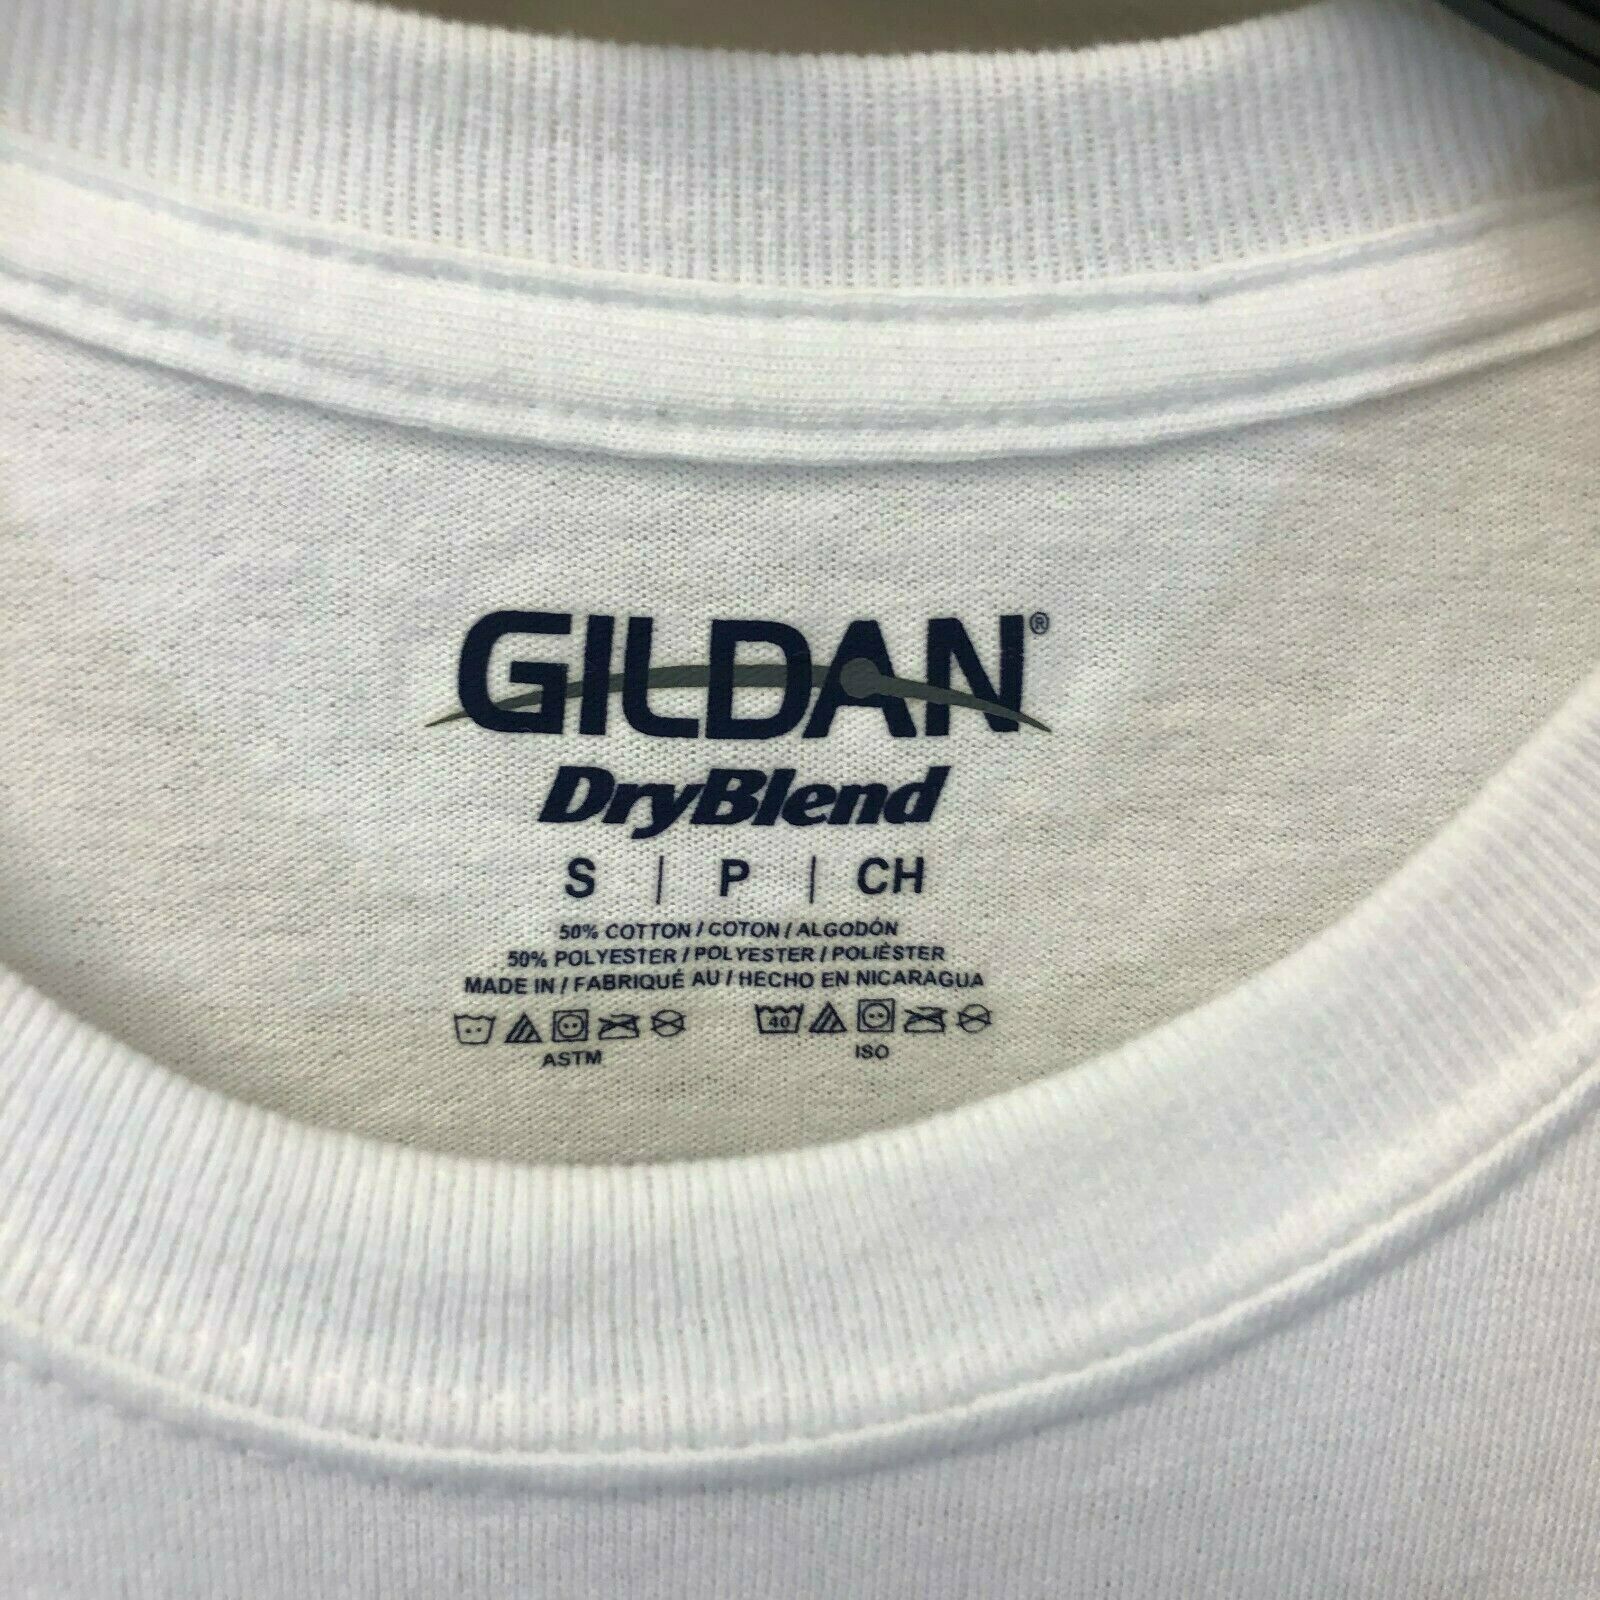 GILDAN®
DryBlend
S | P | CH
50% COTTON / COTON / ALGODÓN
50% POLYESTER / POLYESTER / POLIÉSTER
MADE IN / FABRIQUÉ AU / HECHO EN NICARAGUA
40
ASTM ISO